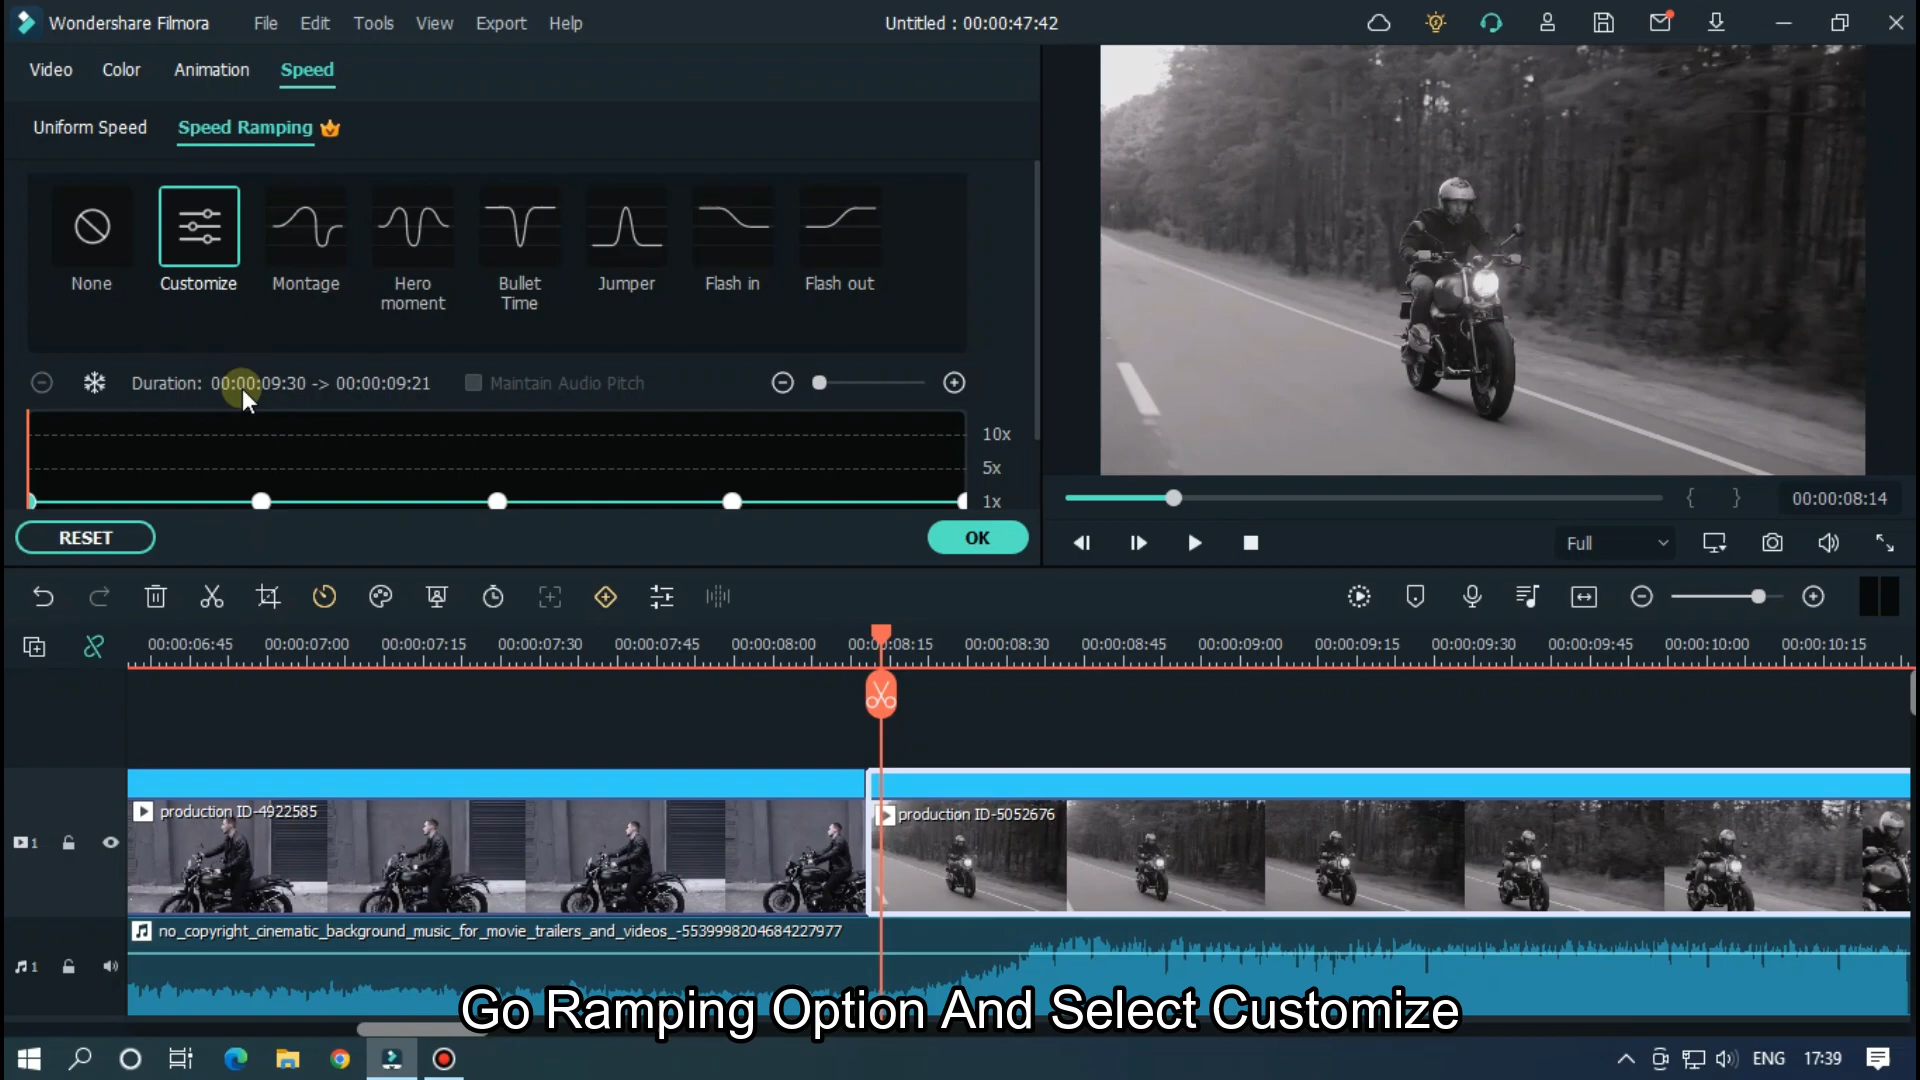 Wondershare Filmora File Edit Tools View Export Help Untitled : 00:00:47:42
Video Color Animation Speed
Uniform Speed Speed Ramping
None Customize Montage Hero moment Bullet Time Jumper Flash in Flash out
Duration: 00:00:09:30 -> 00:00:09:21 Maintain Audio Pitch
10x
5x
1x
RESET OK
00:00:08:14
Full
00:00:06:45 00:00:07:00 00:00:07:15 00:00:07:30 00:00:07:45 00:00:08:00 00:00:08:15 00:00:08:30 00:00:08:45 00:00:09:00 00:00:09:15 00:00:09:30 00:00:09:45 00:00:10:00 00:00:10:15
production ID-4922585 production ID-5052676
1
no_copyright_cinematic_background_music_for_movie_trailers_and_videos_-5539998204684227977
1
Go Ramping Option And Select Customize
ENG 17:39